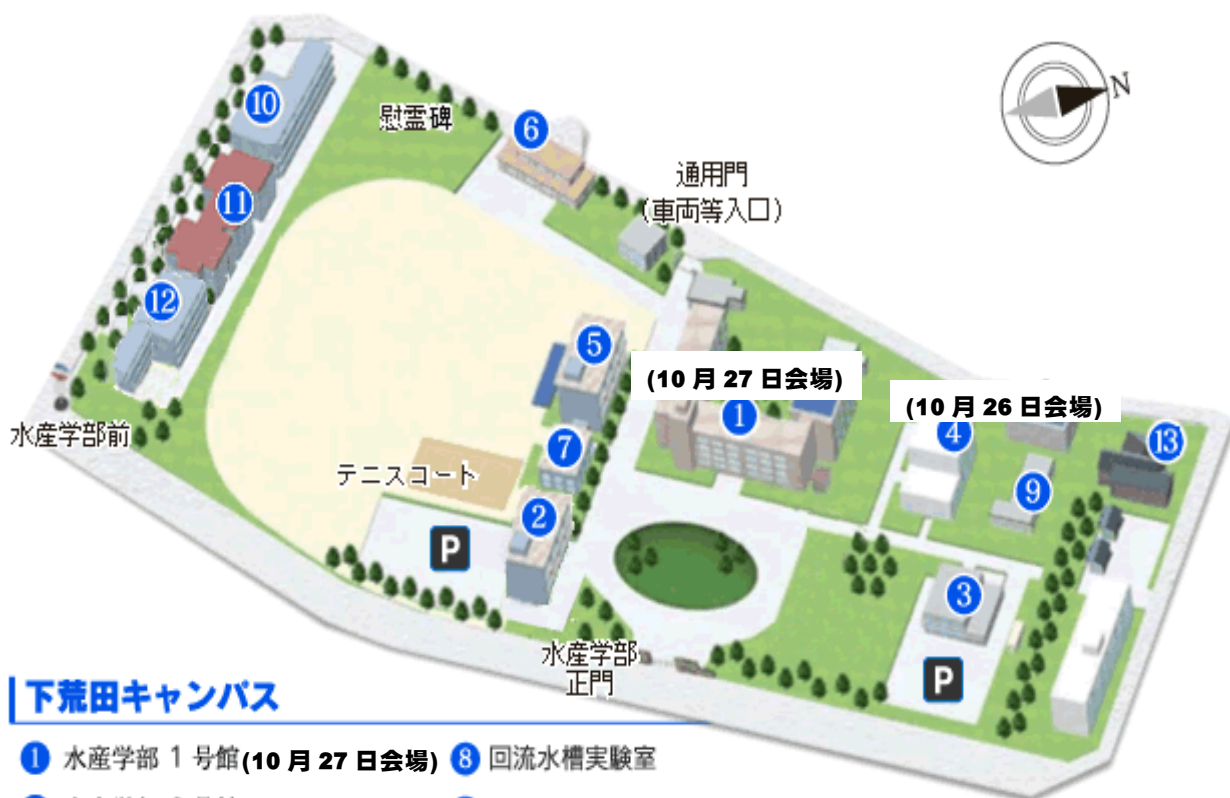 N
10
慰霊碑
6
通用門
(車両等入口)
11
12
5
(10 月 27 日会場)
(10 月 26 日会場)
1
4
13
水産学部前
7
9
テニスコート
2
P
3
水産学部
正門
P
下荒田キャンパス
1 水産学部 1 号館(10 月 27 日会場) 8 回流水槽実験室